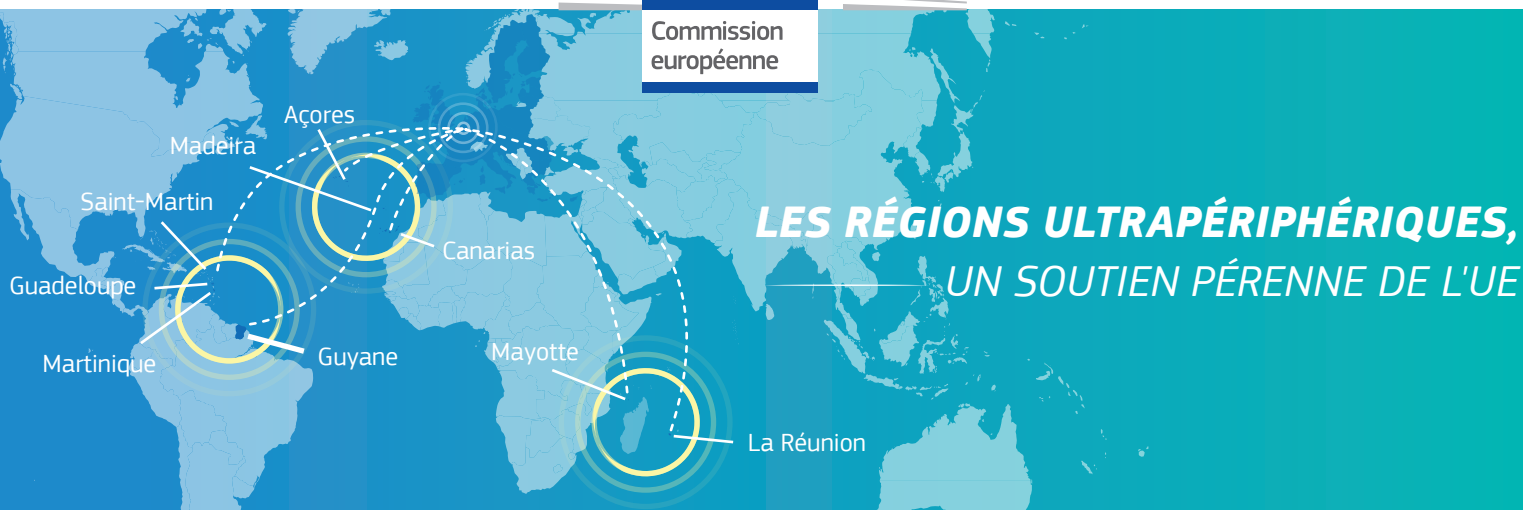 Commission
européenne
Açores
Madeira
Saint-Martin
Canarias
Guadeloupe
Martinique
Guyane
Mayotte
La Réunion
LES RÉGIONS ULTRAPÉRIPHÉRIQUES,
UN SOUTIEN PÉRENNE DE L'UE